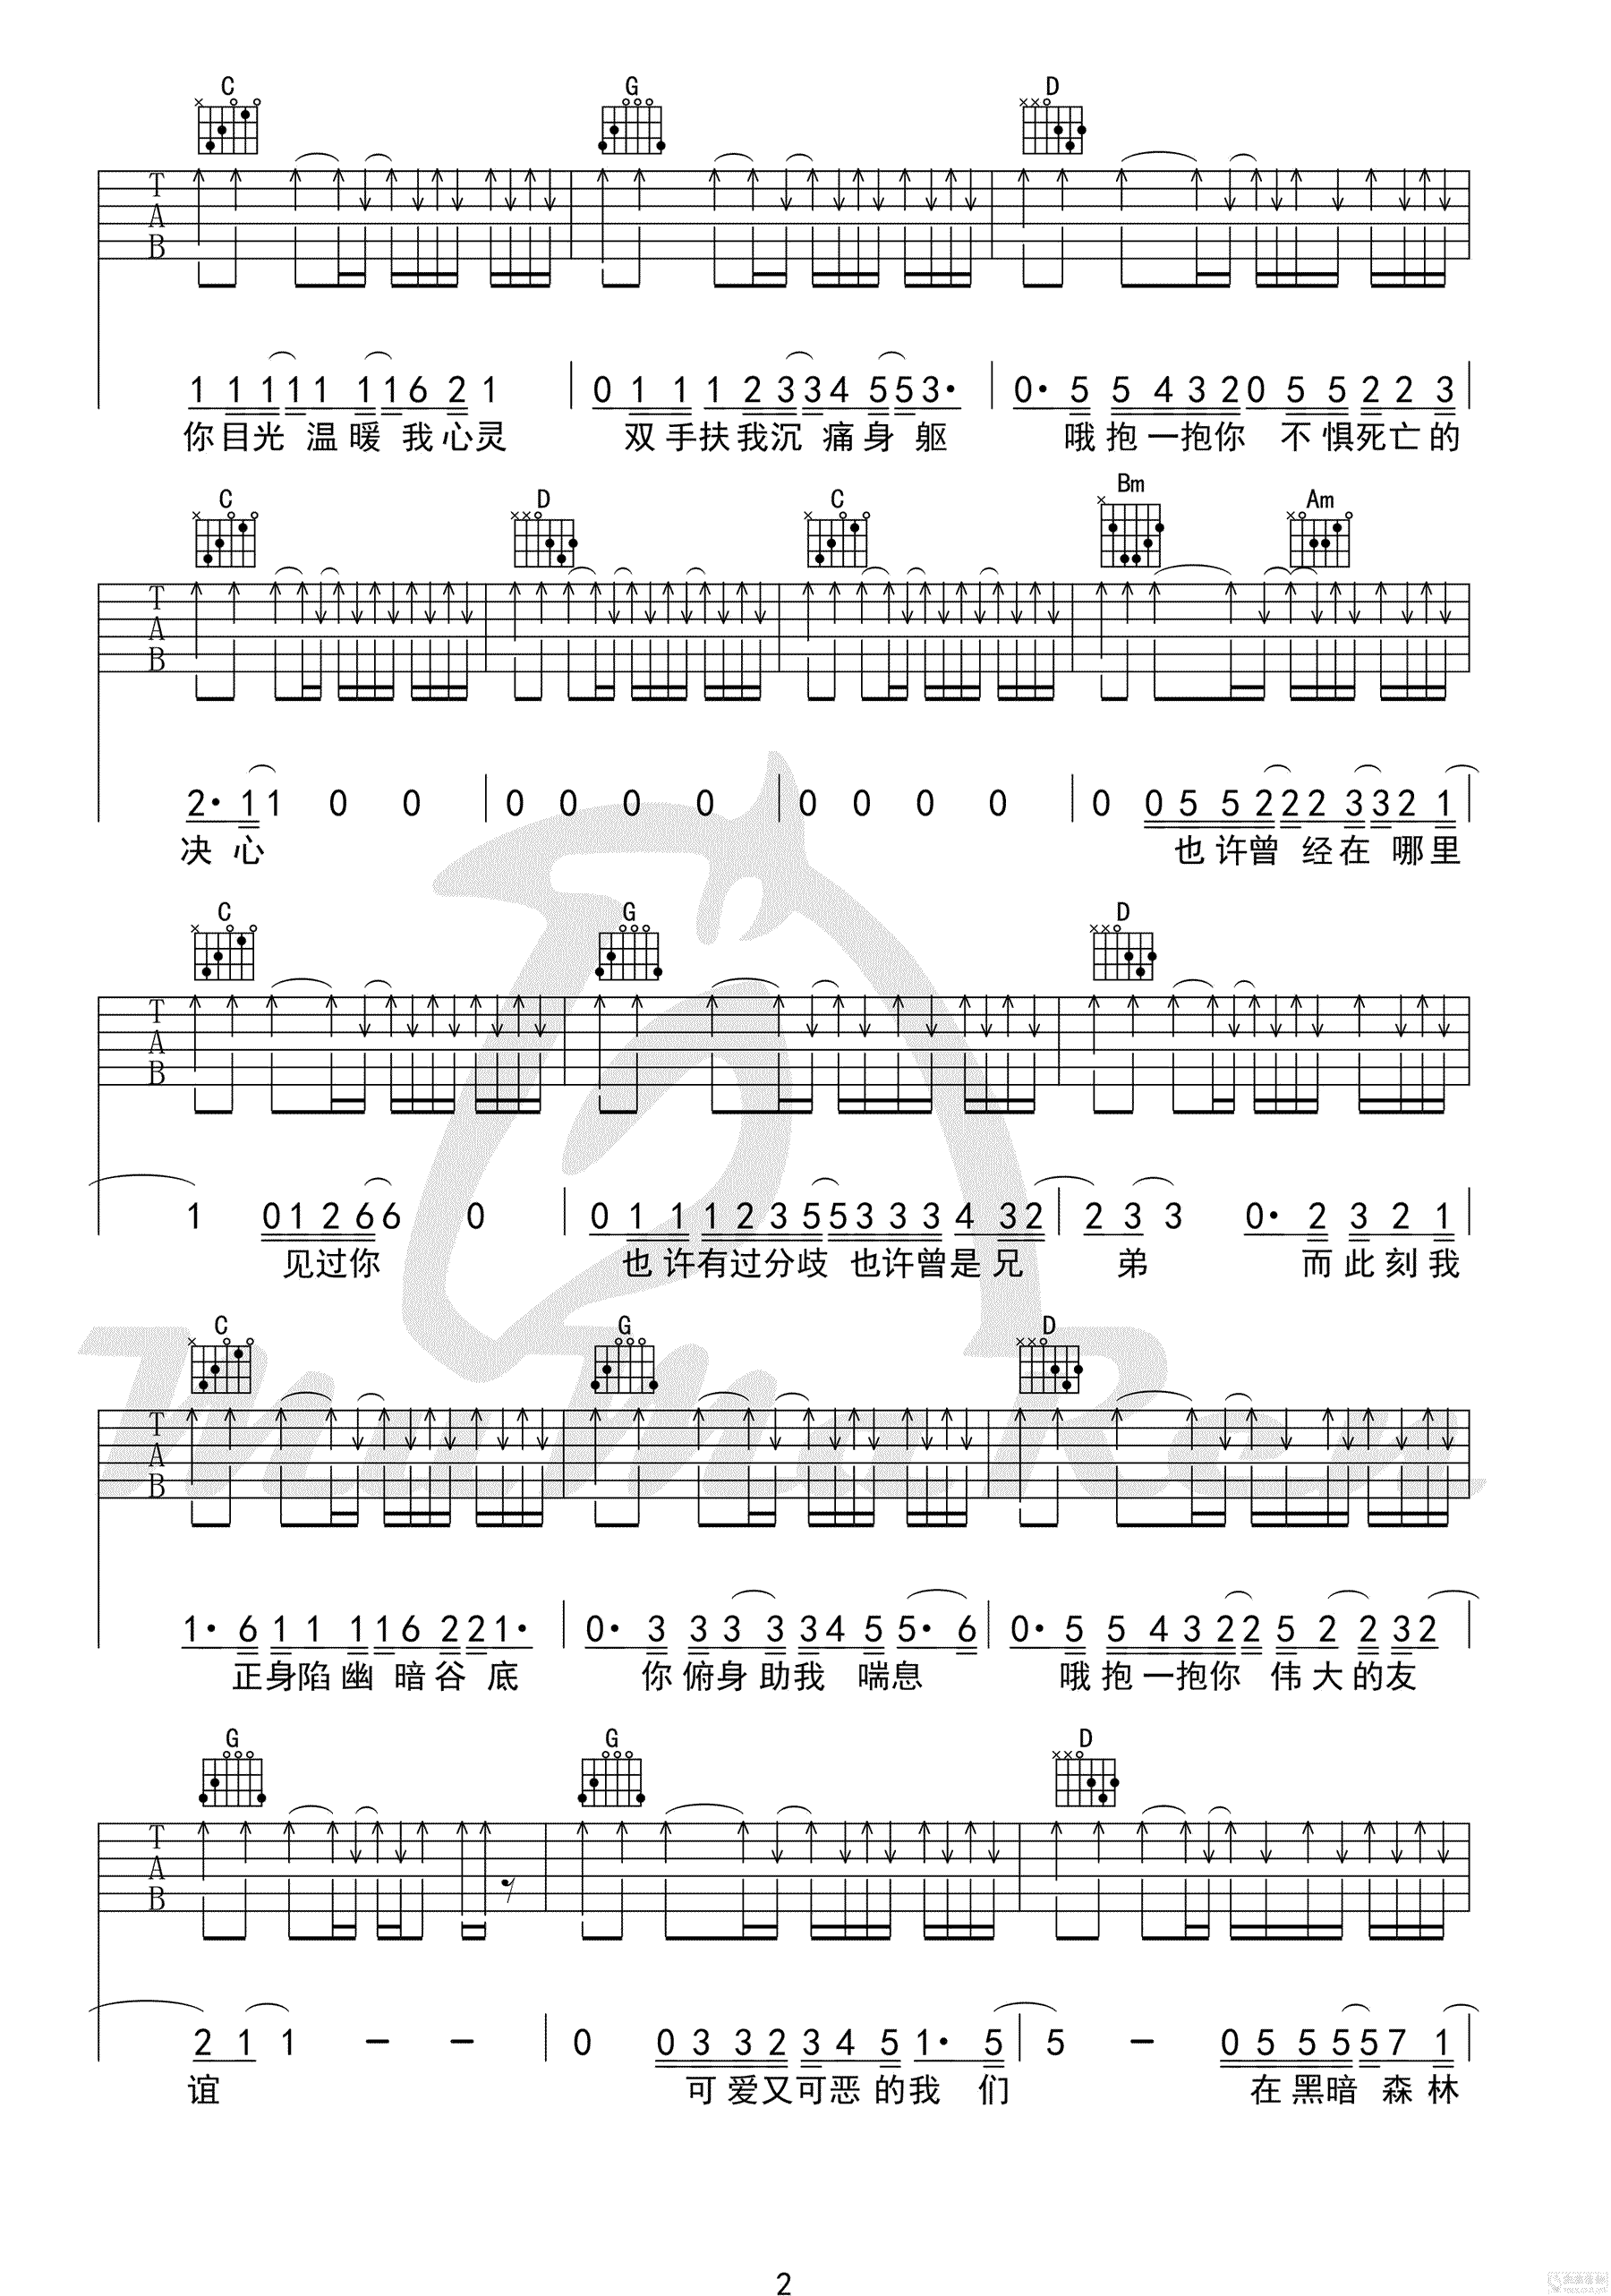 C G D
T
A
B
1 1 1 1 1 1 1 6 2 1 0 1 1 1 2 3 3 4 5 5 3· 0· 5 5 4 3 2 0 5 5 2 2 3
你目光 温暖 我心灵 双手扶我沉 痛身 躯 哦抱一抱你 不惧死亡的
C D C Bm Am
T
A
B
2· 1 1 0 0 0 0 0 0 0 0 0 0 0 0 5 5 2 2 2 3 3 2 1
决 心 也许曾 经在 哪里
C G D
T
A
B
1 0 1 2 6 6 0 0 1 1 1 2 3 5 5 3 3 3 4 3 2 2 3 3 0· 2 3 2 1
见过你 也许有过分歧 也许曾是兄 弟 而此刻我
C G D
T
A
B
1· 6 1 1 1 1 6 2 2 1· 0· 3 3 3 3 3 4 5 5· 6 0· 5 5 4 3 2 2 5 2 2 3 2
正身陷幽 暗谷 底 你俯身助我 喘息 哦抱一抱你 伟大的友
G G D
T
A
B
2 1 1 - - 0 0 3 3 2 3 4 5 1· 5 5 - 0 5 5 5 5 7 1
谊 可爱又可恶的我 们 在黑暗 森林
MuMaRen
2